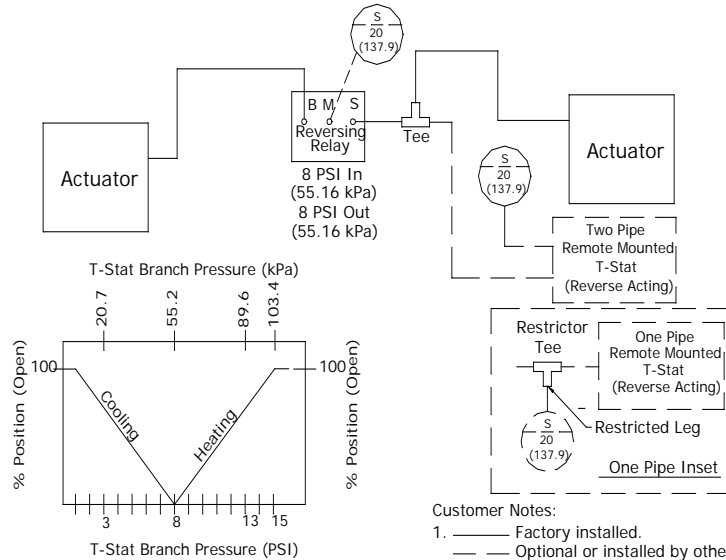 S
20
(137.9)
B M S
Reversing
Relay
Tee
8 PSI In
(55.16 kPa)
8 PSI Out
(55.16 kPa)
Actuator
Actuator
S
20
(137.9)
Two Pipe
Remote Mounted
T-Stat
(Reverse Acting)
T-Stat Branch Pressure (kPa)
20.7
55.2
89.6
103.4
% Position (Open)
100
Cooling
Heating
100
% Position (Open)
3
8
13
15
T-Stat Branch Pressure (PSI)
Restrictor
Tee
One Pipe
Remote Mounted
T-Stat
(Reverse Acting)
S
20
(137.9)
Restricted Leg
One Pipe Inset
Customer Notes:
1. Factory installed.
Optional or installed by othe